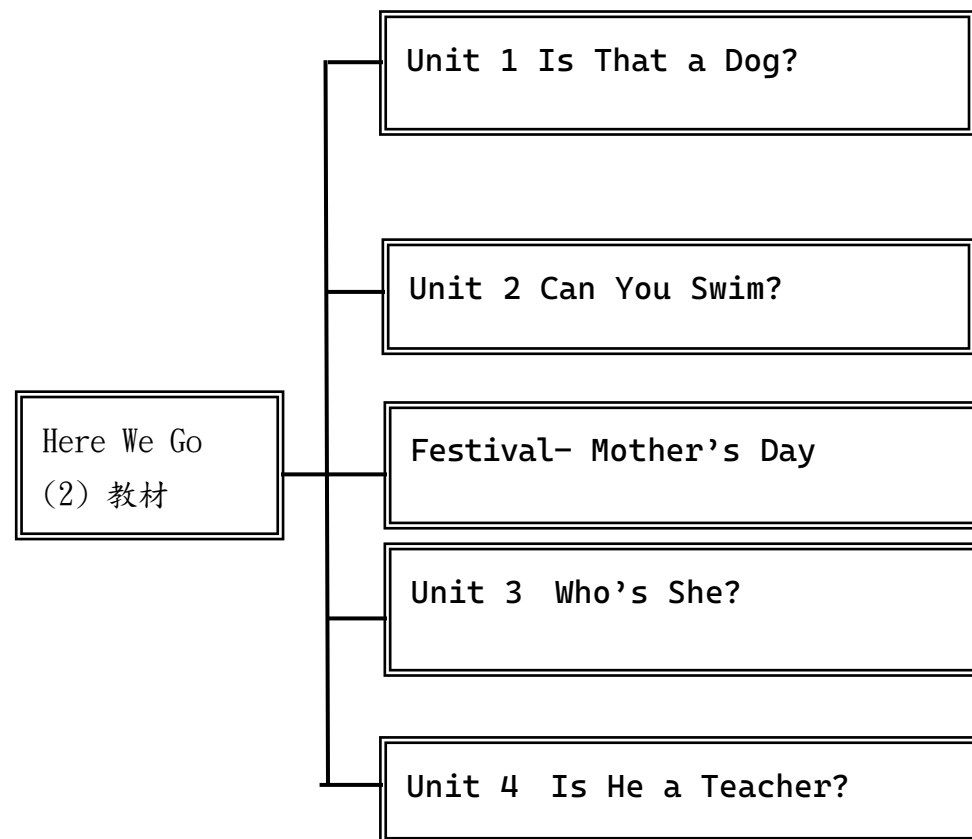 Unit 1 Is That a Dog?
Unit 2 Can You Swim?
Here We Go
(2) 教材
Festival- Mother’s Day
Unit 3 Who’s She?
Unit 4 Is He a Teacher?